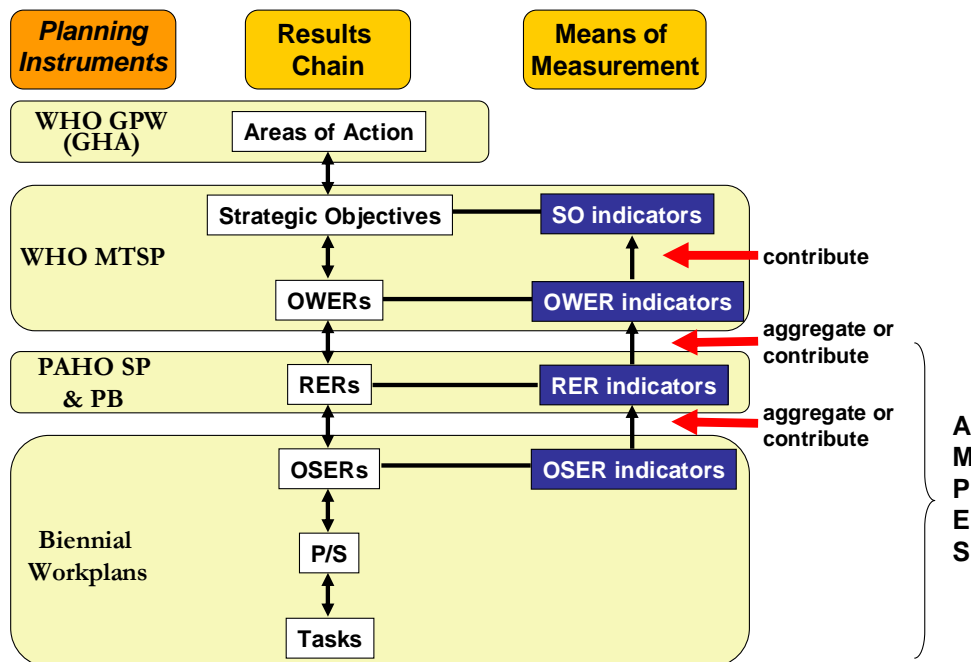 Planning
Instruments
Results
Chain
Means of
Measurement
WHO GPW
(GHA)
Areas of Action
WHO MTSP
Strategic Objectives
SO indicators
contribute
OWERs
OWER indicators
aggregate or
contribute
PAHO SP
& PB
RERs
RER indicators
aggregate or
contribute
OSERs
OSER indicators
Biennial
Workplans
P/S
Tasks
A
M
P
E
S